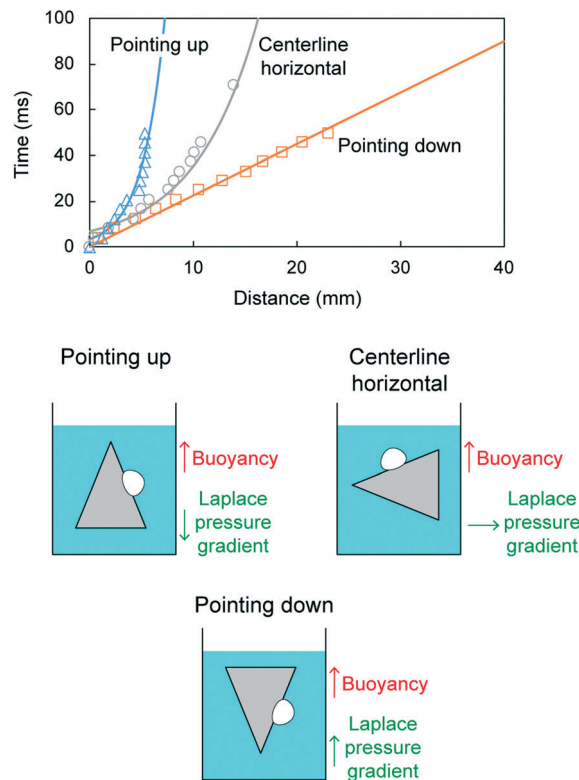 100
80
60
40
20
0
Time (ms)
Pointing up
Centerline
horizontal
Pointing down
0
10
20
30
40
Distance (mm)
Pointing up
Buoyancy
Laplace
pressure
gradient
Centerline
horizontal
Buoyancy
Laplace
pressure
gradient
Pointing down
Buoyancy
Laplace
pressure
gradient